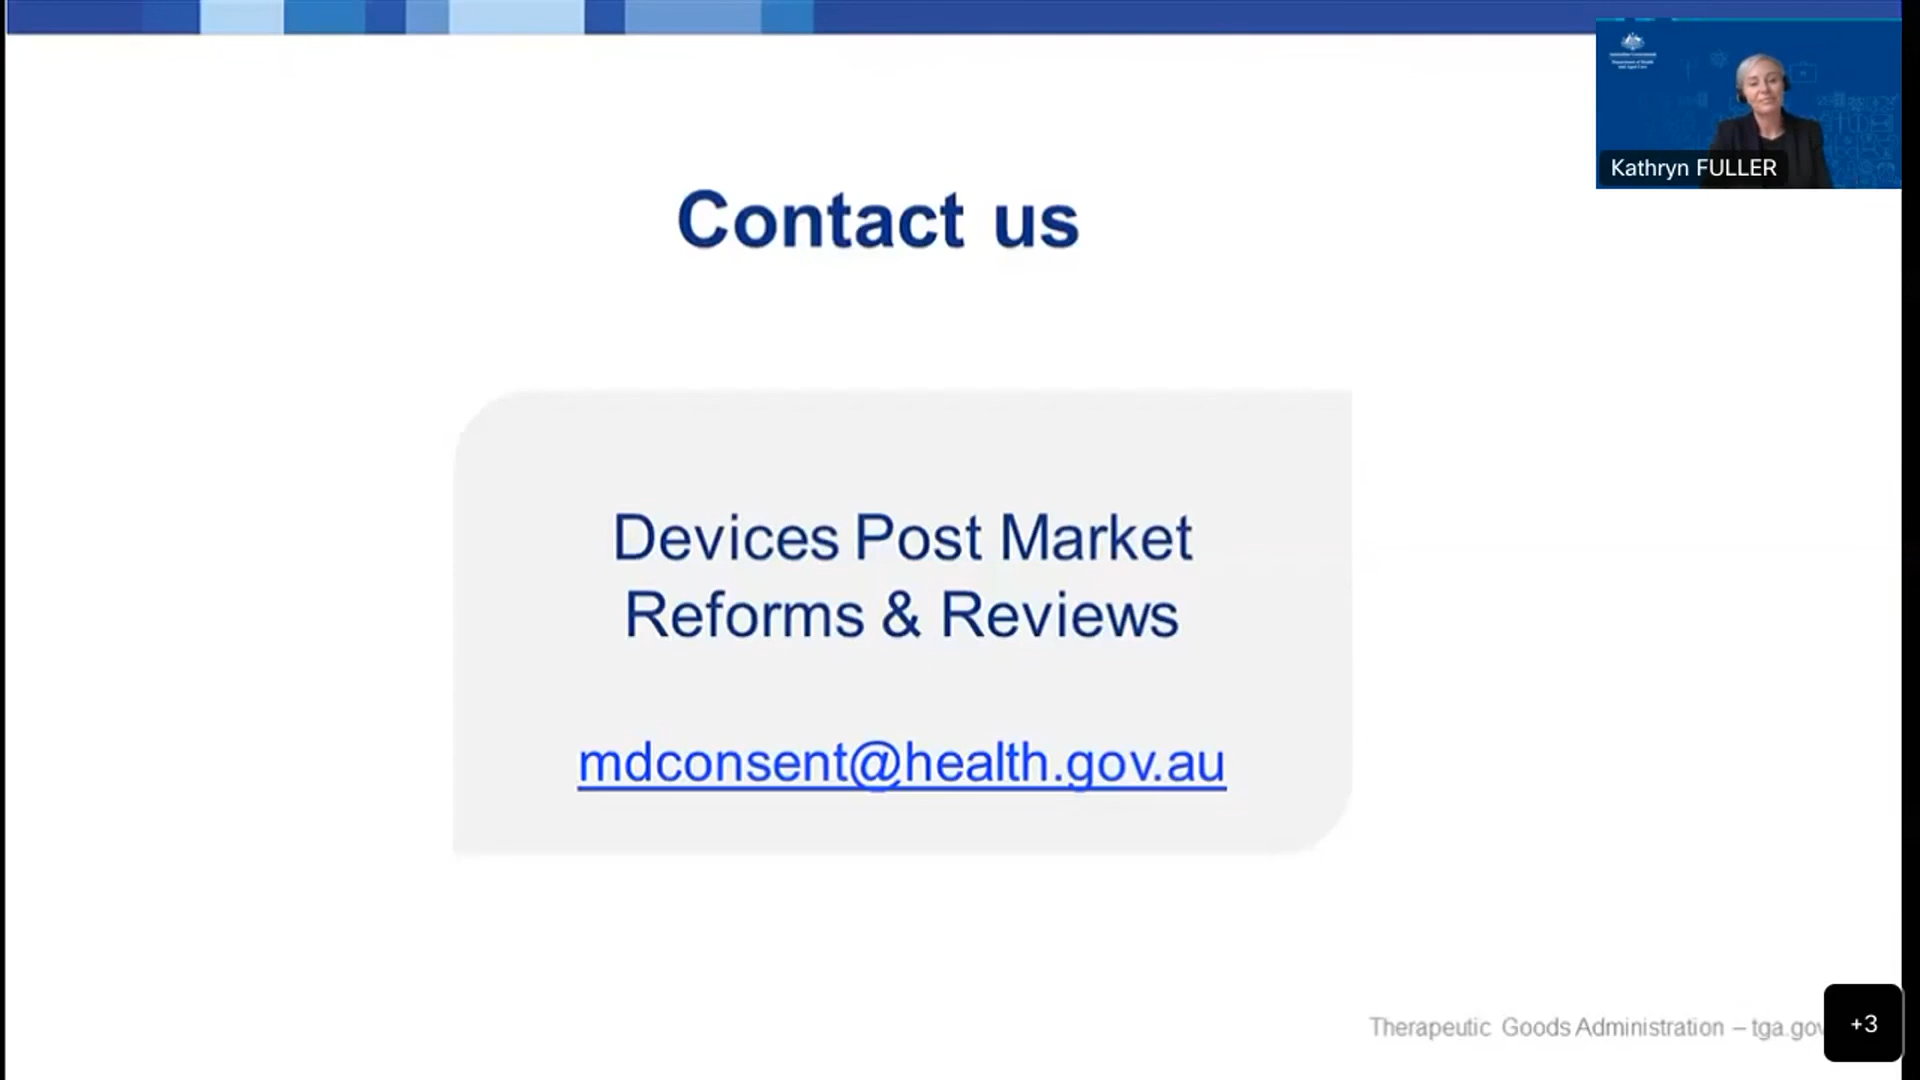 Kathryn FULLER
Contact us
Devices Post Market
Reforms & Reviews
mdconsent@health.gov.au
Therapeutic Goods Administration – tga.gov
+3